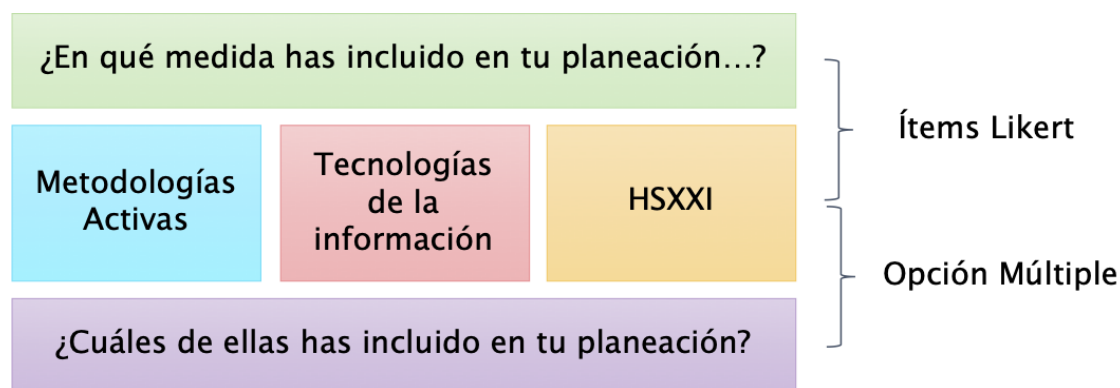 ¿En qué medida has incluido en tu planeación…?
Ítems Likert
Metodologías
Activas
Tecnologías
de la
información
HSXXI
Opción Múltiple
¿Cuáles de ellas has incluido en tu planeación?